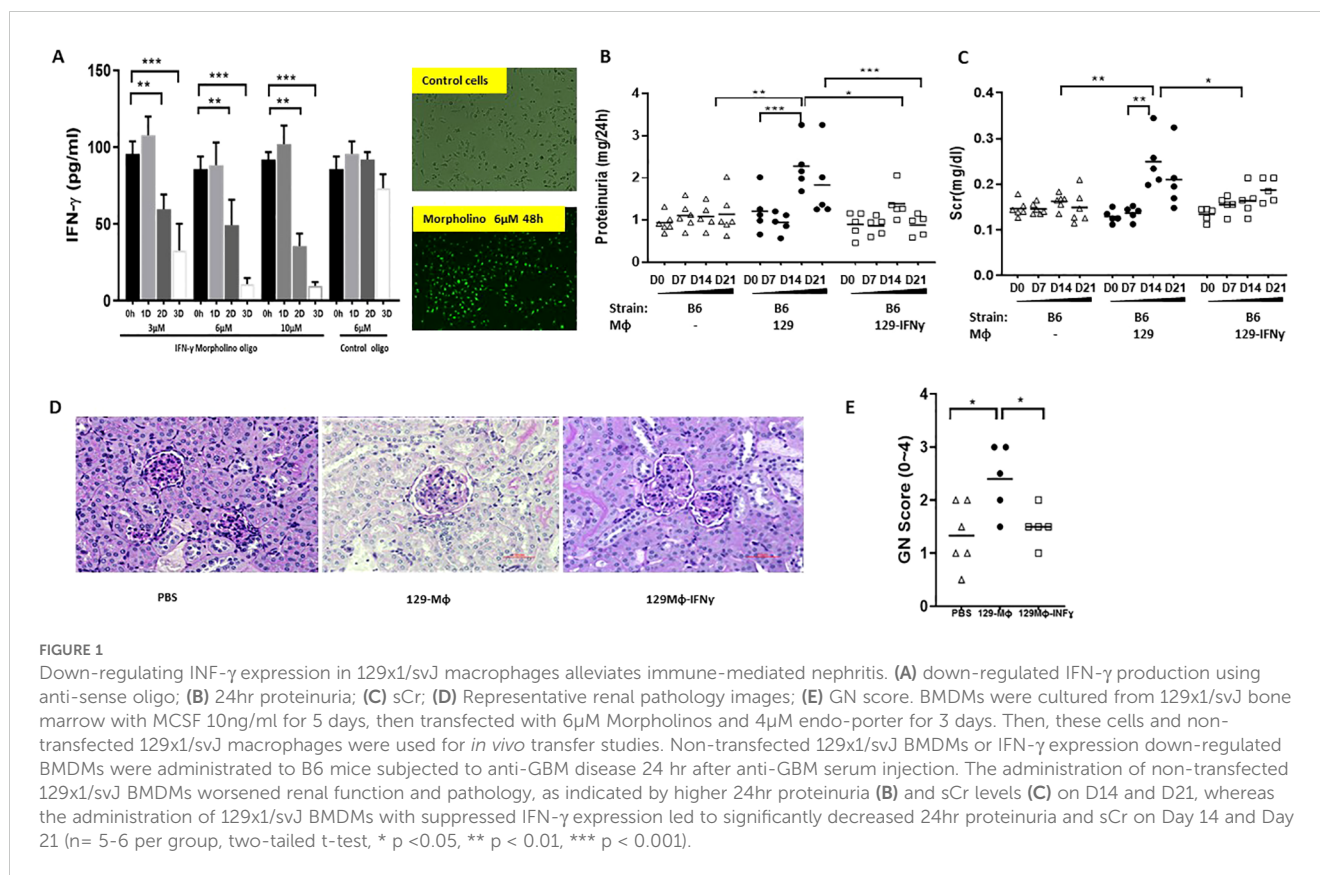 A
***
**
***
**
***
**
150
100
50
0
IFN-γ (pg/ml)
0h 1D 2D 3D 0h 1D 2D 3D 0h 1D 2D 3D 0h 1D 2D 3D
3μM 6μM 10μM 6μM
IFN-γ Morpholino oligo Control oligo
Control cells
Morpholino 6μM 48h
B
***
** *
***
4
3
2
1
0
Proteinuria (mg/24h)
D0 D7 D14 D21 D0 D7 D14 D21 D0 D7 D14 D21
Strain: B6 B6 B6
MΦ - 129 129-IFNγ
C
** *
**
0.4
0.3
0.2
0.1
0.0
Scr(mg/dl)
D0 D7 D14 D21 D0 D7 D14 D21 D0 D7 D14 D21
Strain: B6 B6 B6
MΦ - 129 129-IFNγ
D
PBS 129-MΦ 129MΦ-IFNγ
E
* *
4
3
2
1
0
GN Score (0~4)
PBS 129-MΦ 129MΦ-INFγ
FIGURE 1
Down-regulating INF-γ expression in 129x1/svJ macrophages alleviates immune-mediated nephritis. (A) down-regulated IFN-γ production using
anti-sense oligo; (B) 24hr proteinuria; (C) sCr; (D) Representative renal pathology images; (E) GN score. BMDMs were cultured from 129x1/svJ bone
marrow with MCSF 10ng/ml for 5 days, then transfected with 6μM Morpholinos and 4μM endo-porter for 3 days. Then, these cells and non-
transfected 129x1/svJ macrophages were used for in vivo transfer studies. Non-transfected 129x1/svJ BMDMs or IFN-γ expression down-regulated
BMDMs were administrated to B6 mice subjected to anti-GBM disease 24 hr after anti-GBM serum injection. The administration of non-transfected
129x1/svJ BMDMs worsened renal function and pathology, as indicated by higher 24hr proteinuria (B) and sCr levels (C) on D14 and D21, whereas
the administration of 129x1/svJ BMDMs with suppressed IFN-γ expression led to significantly decreased 24hr proteinuria and sCr on Day 14 and Day
21 (n= 5-6 per group, two-tailed t-test, * p <0.05, ** p < 0.01, *** p < 0.001).